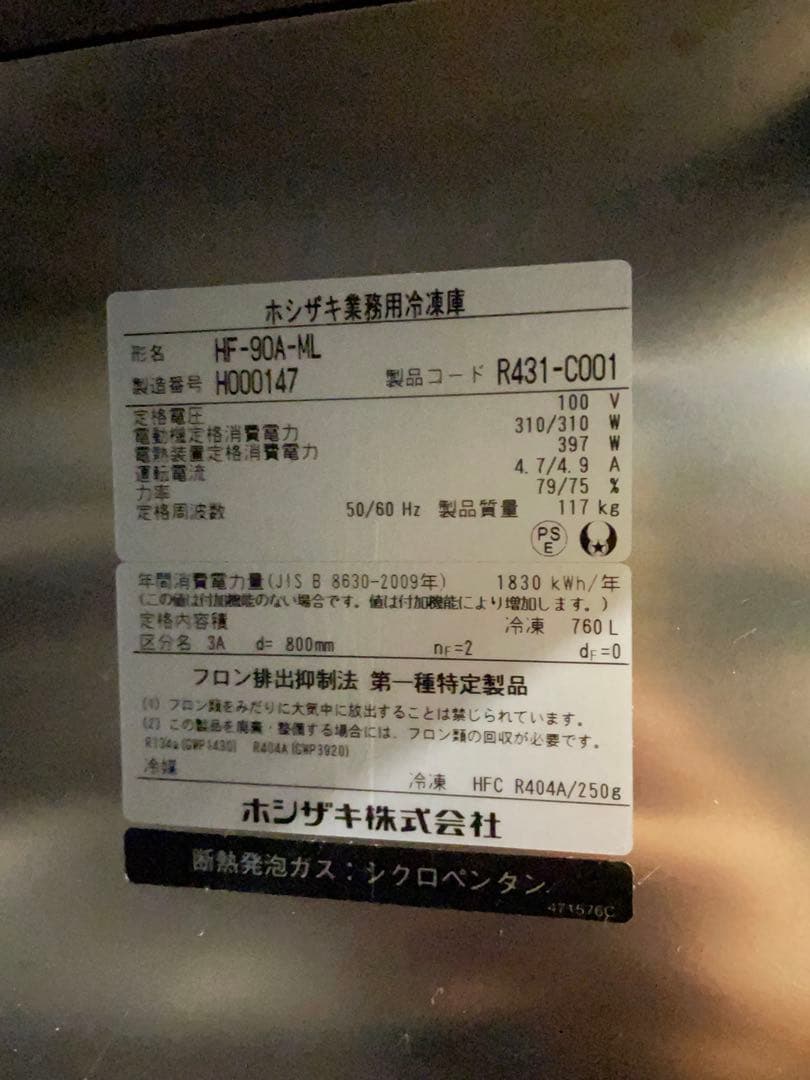 ホシザキ業務用冷凍庫
形名 HF-90A-ML
製造番号 H000147 製品コード R431-C001
定格電圧 100 V
電動機定格消費電力 310/310 W
電熱装置定格消費電力 397 W
運転電流 4.7/4.9 A
力率 79/75 %
定格周波数 50/60 Hz 製品質量 117 kg
PS
E
年間消費電力量(JIS B 8630-2009年) 1830 kWh/年
(この値は付加機能のない場合です。値は付加機能により増加します。)
定格内容積 冷凍 760 L
区分名 3A d= 800mm nF=2 dF=0
フロン排出抑制法 第一種特定製品
(1) フロン類をみだりに大気中に放出することは禁じられています。
(2) この製品を廃棄・整備する場合には、フロン類の回収が必要です。
R134a(GWP1430) R404A(GWP3920)
冷媒 冷凍 HFC R404A/250g
ホシザキ株式会社
断熱発泡ガス:シクロペンタン
471576C